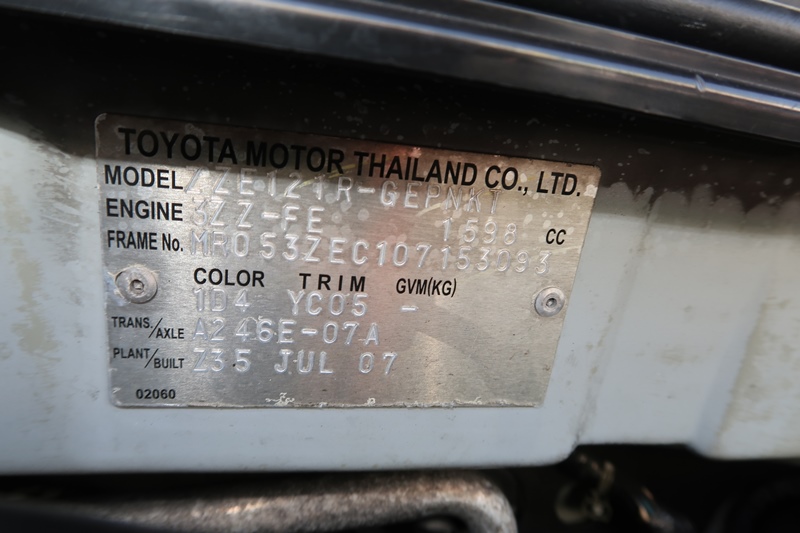 TOYOTA MOTOR THAILAND CO., LTD.
MODEL/ZZE121R-GEPNKT
ENGINE 3ZZ-FE 1598 CC
FRAME No. MR053ZEC107153093
COLOR TRIM GVM(KG)
1D4 YC05 -
TRANS./AXLE A246E-07A
PLANT/BUILT Z35 JUL 07
02060